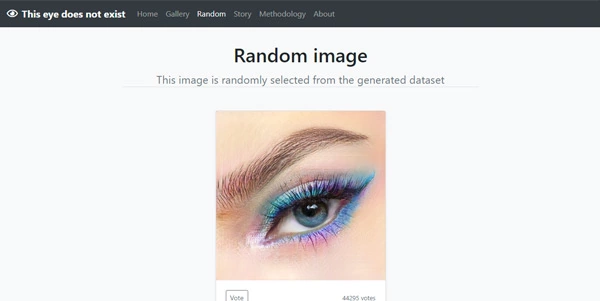 This eye does not exist Home Gallery Random Story Methodology About
Random image
This image is randomly selected from the generated dataset
Vote 44295 votes